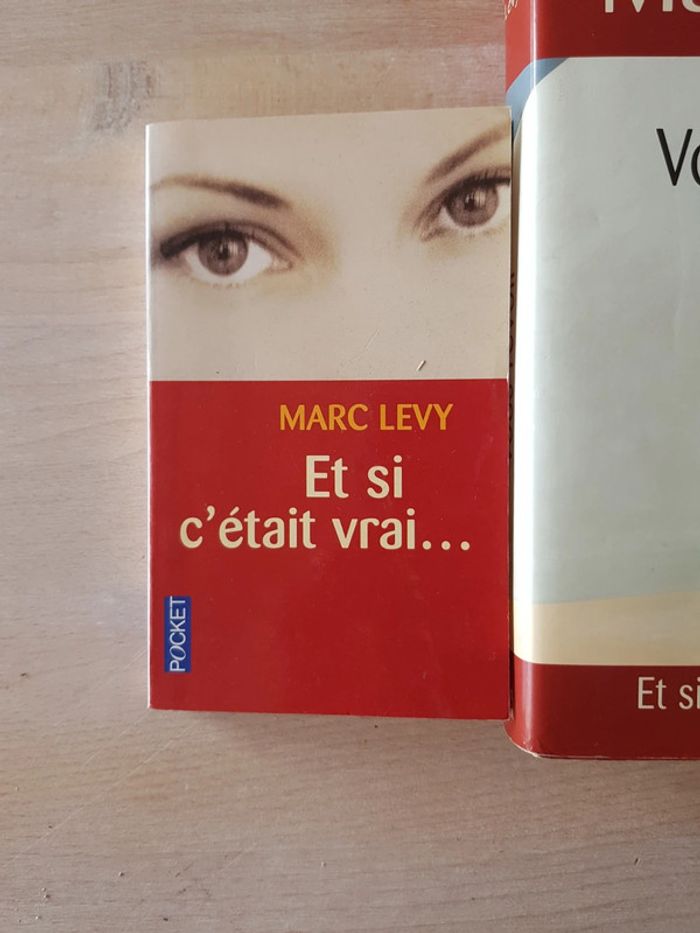 MARC LEVY
Et si
c'était vrai...
POCKET
Et si